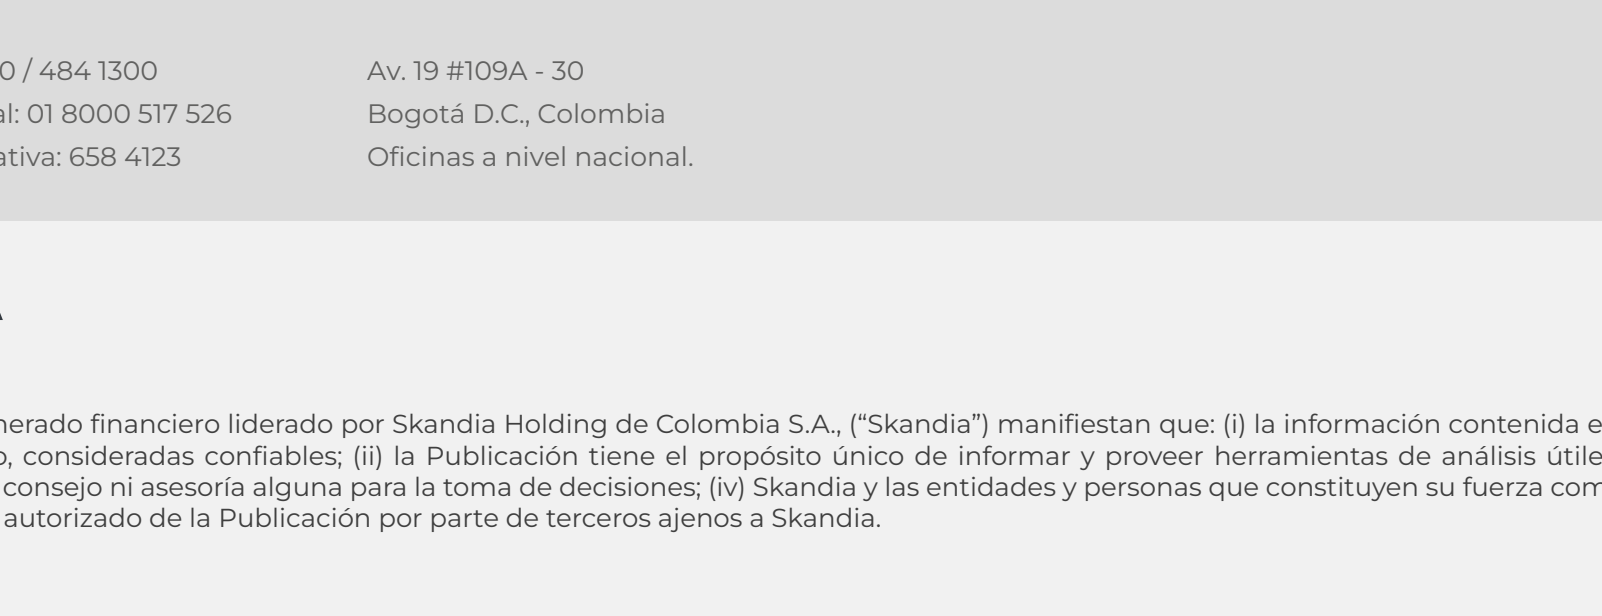 0 / 484 1300
al: 01 8000 517 526
ativa: 658 4123
Av. 19 #109A - 30
Bogotá D.C., Colombia
Oficinas a nivel nacional.
nerado financiero liderado por Skandia Holding de Colombia S.A., (“Skandia”) manifiestan que: (i) la información contenida e
o, consideradas confiables; (ii) la Publicación tiene el propósito único de informar y proveer herramientas de análisis útile
consejo ni asesoría alguna para la toma de decisiones; (iv) Skandia y las entidades y personas que constituyen su fuerza com
autorizado de la Publicación por parte de terceros ajenos a Skandia.